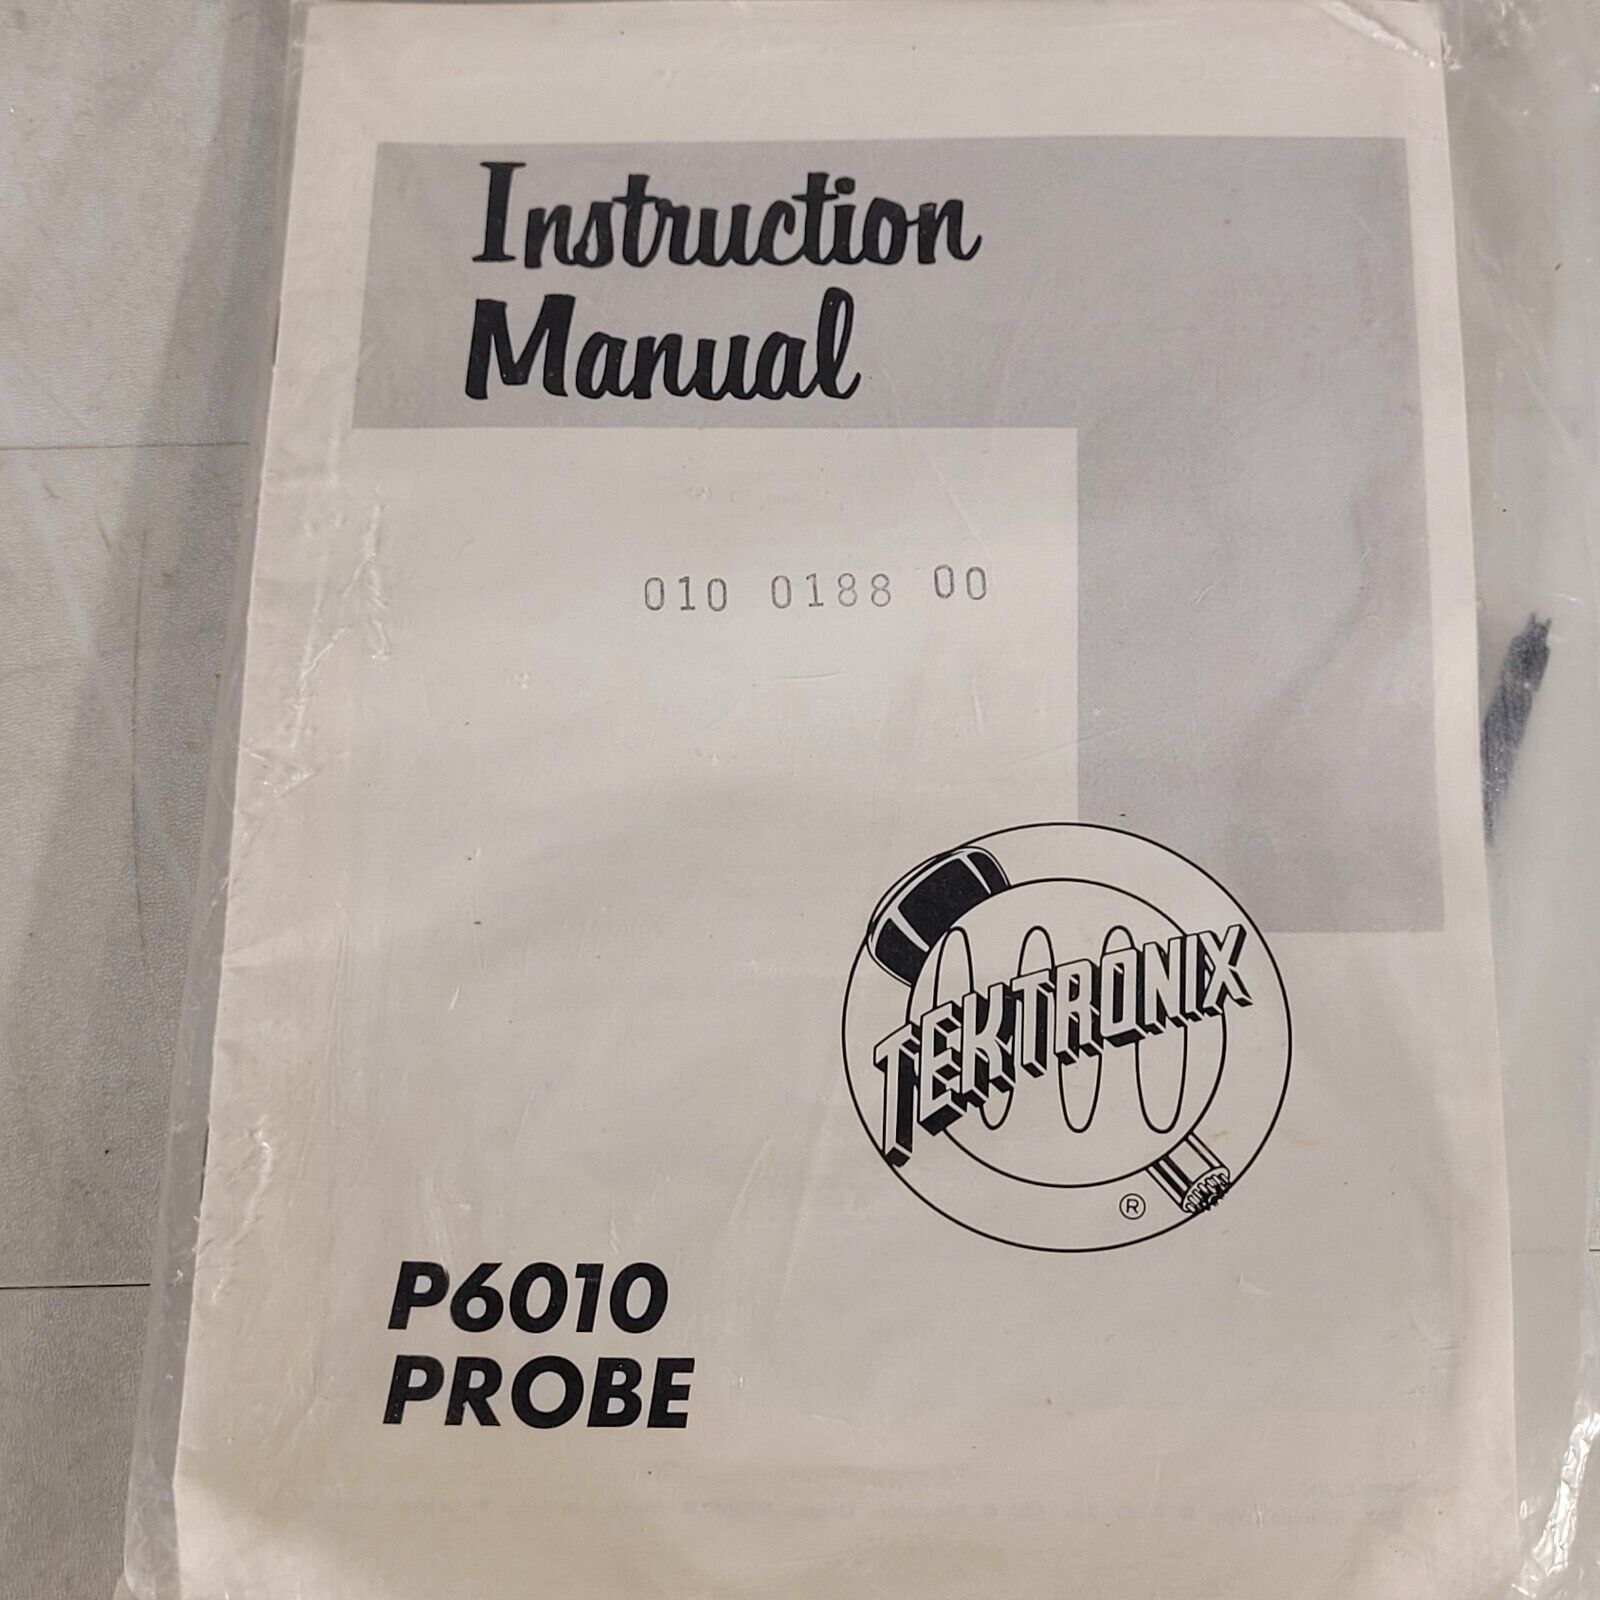 Instruction
Manual
010 0188 00
TEKTRONIX
®
P6010
PROBE